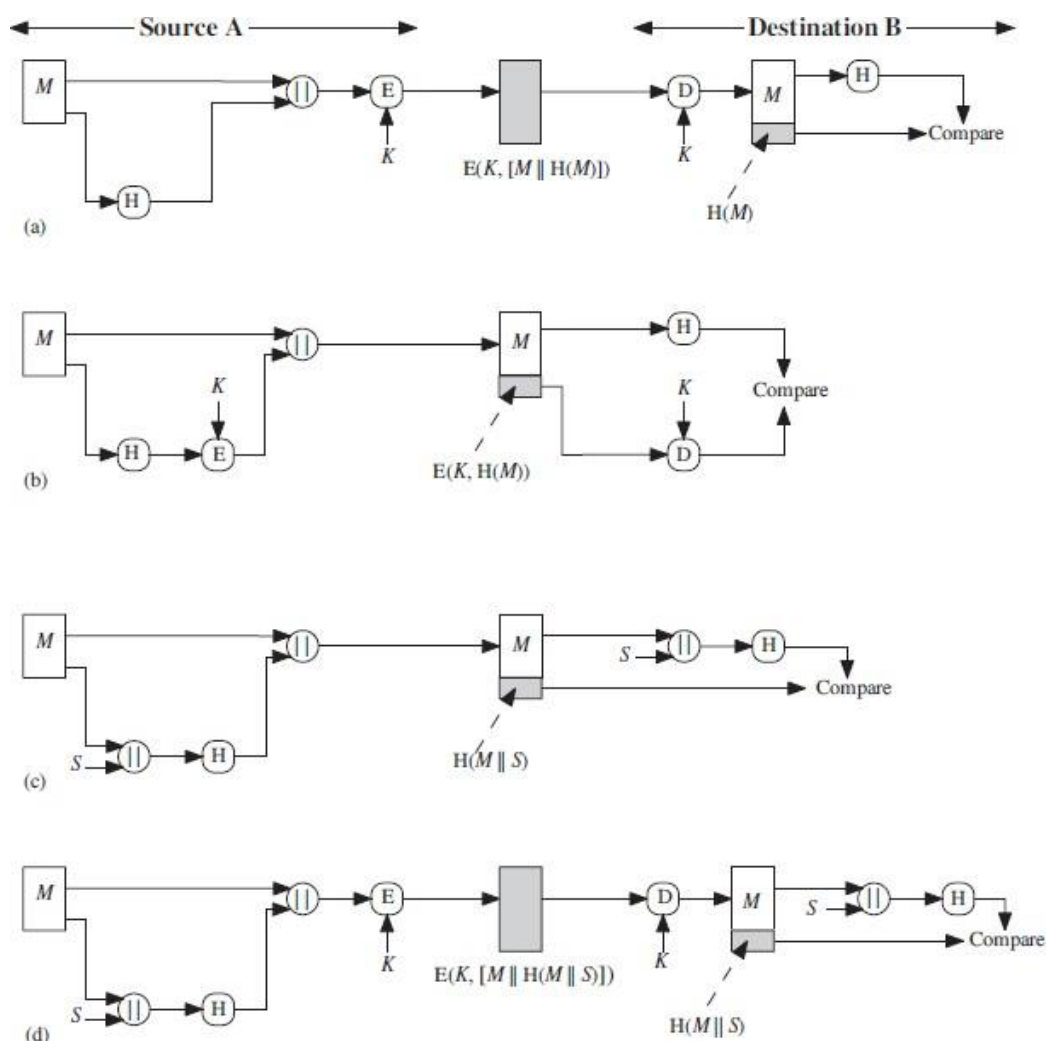 Source A
Destination B
M
||
E
K
H
E(K, [M || H(M)])
D
K
M
H
Compare
H(M)
(a)
M
||
K
H
E
M
E(K, H(M))
H
K
D
Compare
(b)
M
||
S
||
H
M
H(M || S)
S
||
H
Compare
(c)
M
||
E
K
S
||
H
E(K, [M || H(M || S)])
D
K
M
S
||
H
Compare
H(M || S)
(d)